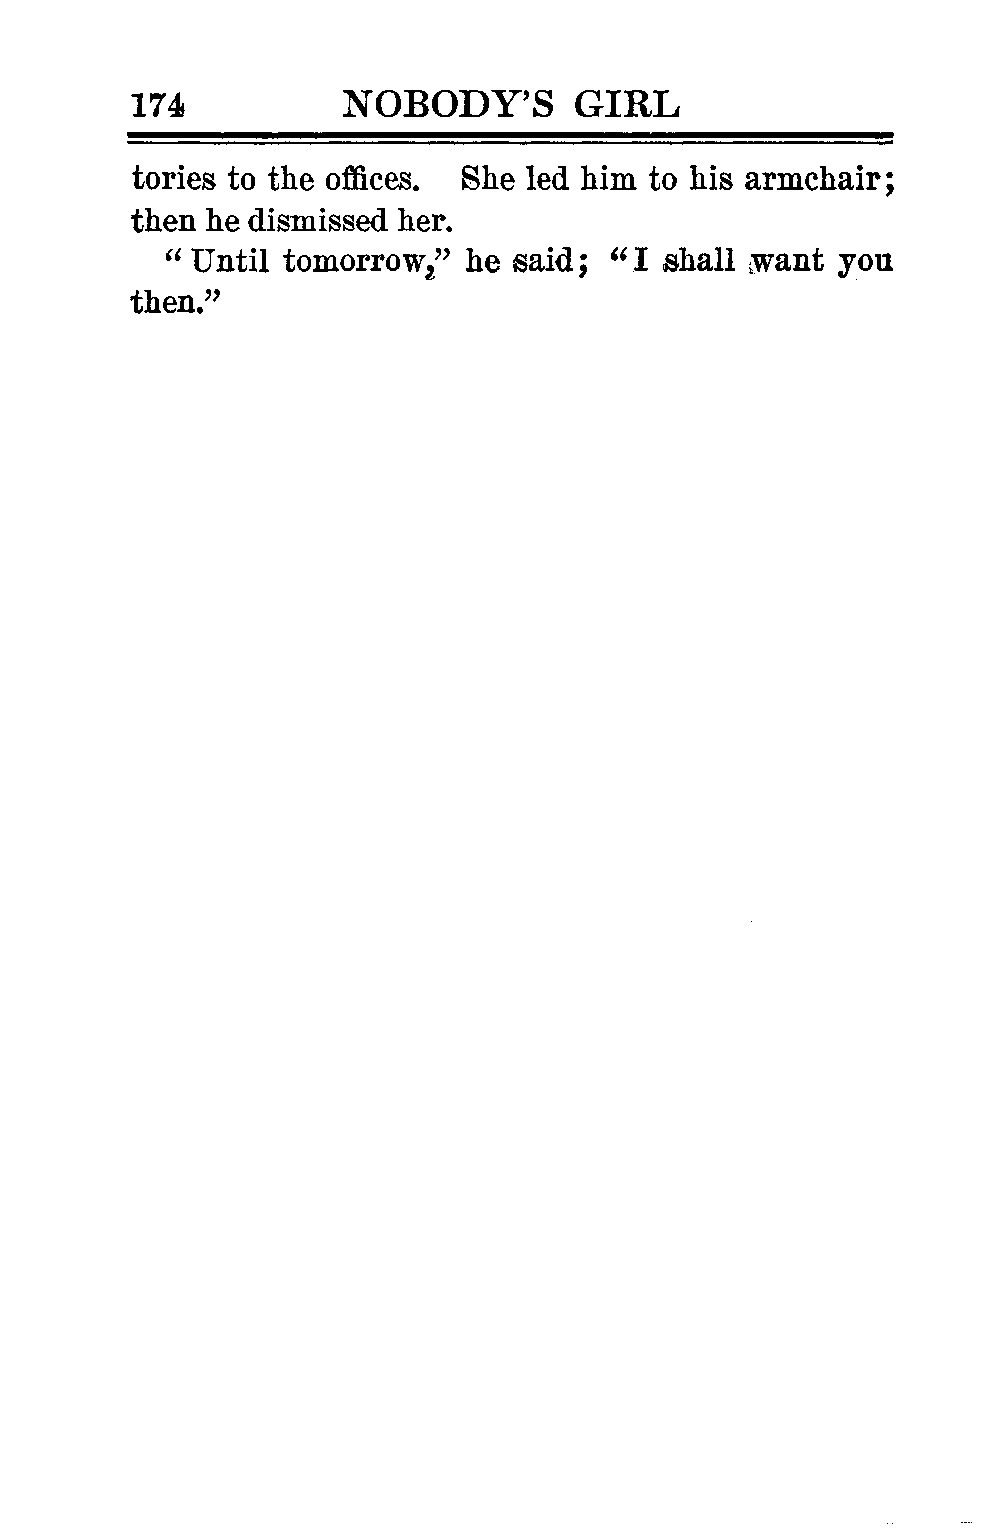 174 NOBODY'S GIRL
tories to the offices. She led him to his armchair;
then he dismissed her.
“Until tomorrow,” he said; “I shall want you
then.”